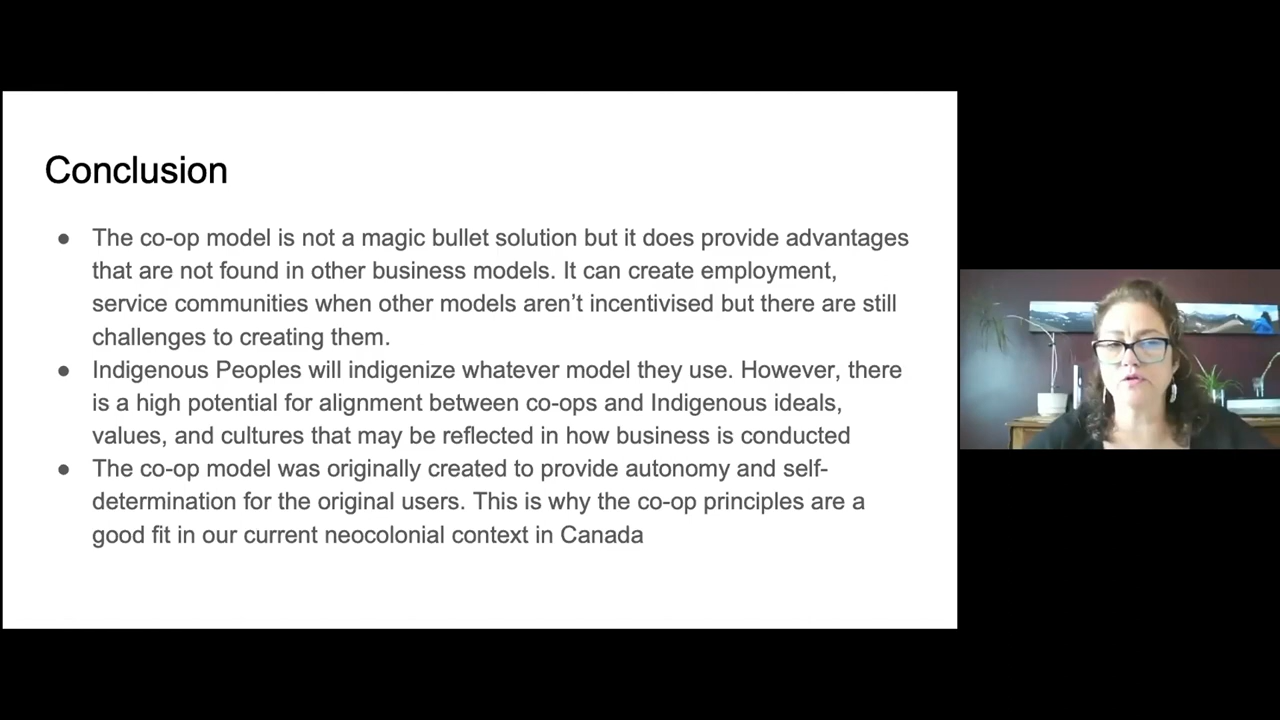 Conclusion
● The co-op model is not a magic bullet solution but it does provide advantages
that are not found in other business models. It can create employment,
service communities when other models aren’t incentivised but there are still
challenges to creating them.
● Indigenous Peoples will indigenize whatever model they use. However, there
is a high potential for alignment between co-ops and Indigenous ideals,
values, and cultures that may be reflected in how business is conducted
● The co-op model was originally created to provide autonomy and self-
determination for the original users. This is why the co-op principles are a
good fit in our current neocolonial context in Canada